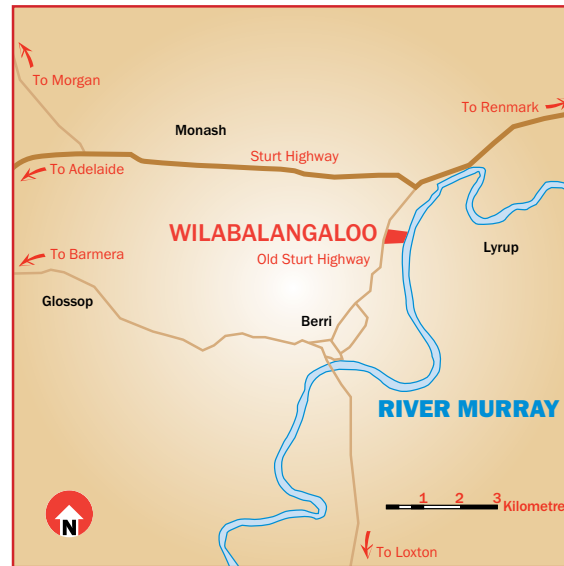 To Morgan
To Renmark
Monash
Sturt Highway
To Adelaide
WILABALANGALOO
To Barmera
Old Sturt Highway
Lyrup
Glossop
Berri
RIVER MURRAY
1 2 3
Kilometre
N
To Loxton